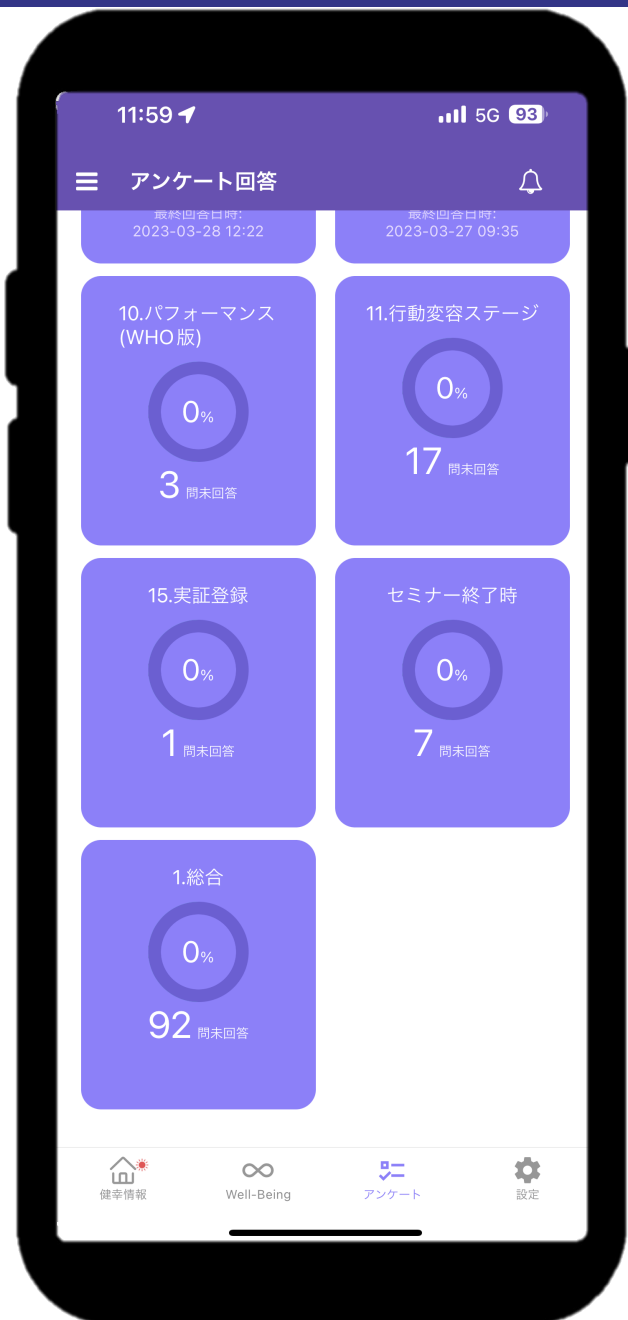 11:59
5G 93
アンケート回答
最終回答日時:
2023-03-28 12:22
最終回答日時:
2023-03-27 09:35
10.パフォーマンス
(WHO版)
0%
3 問未回答
11.行動変容ステージ
0%
17 問未回答
15.実証登録
0%
1 問未回答
セミナー終了時
0%
7 問未回答
1.総合
0%
92 問未回答
健幸情報
Well-Being
アンケート
設定